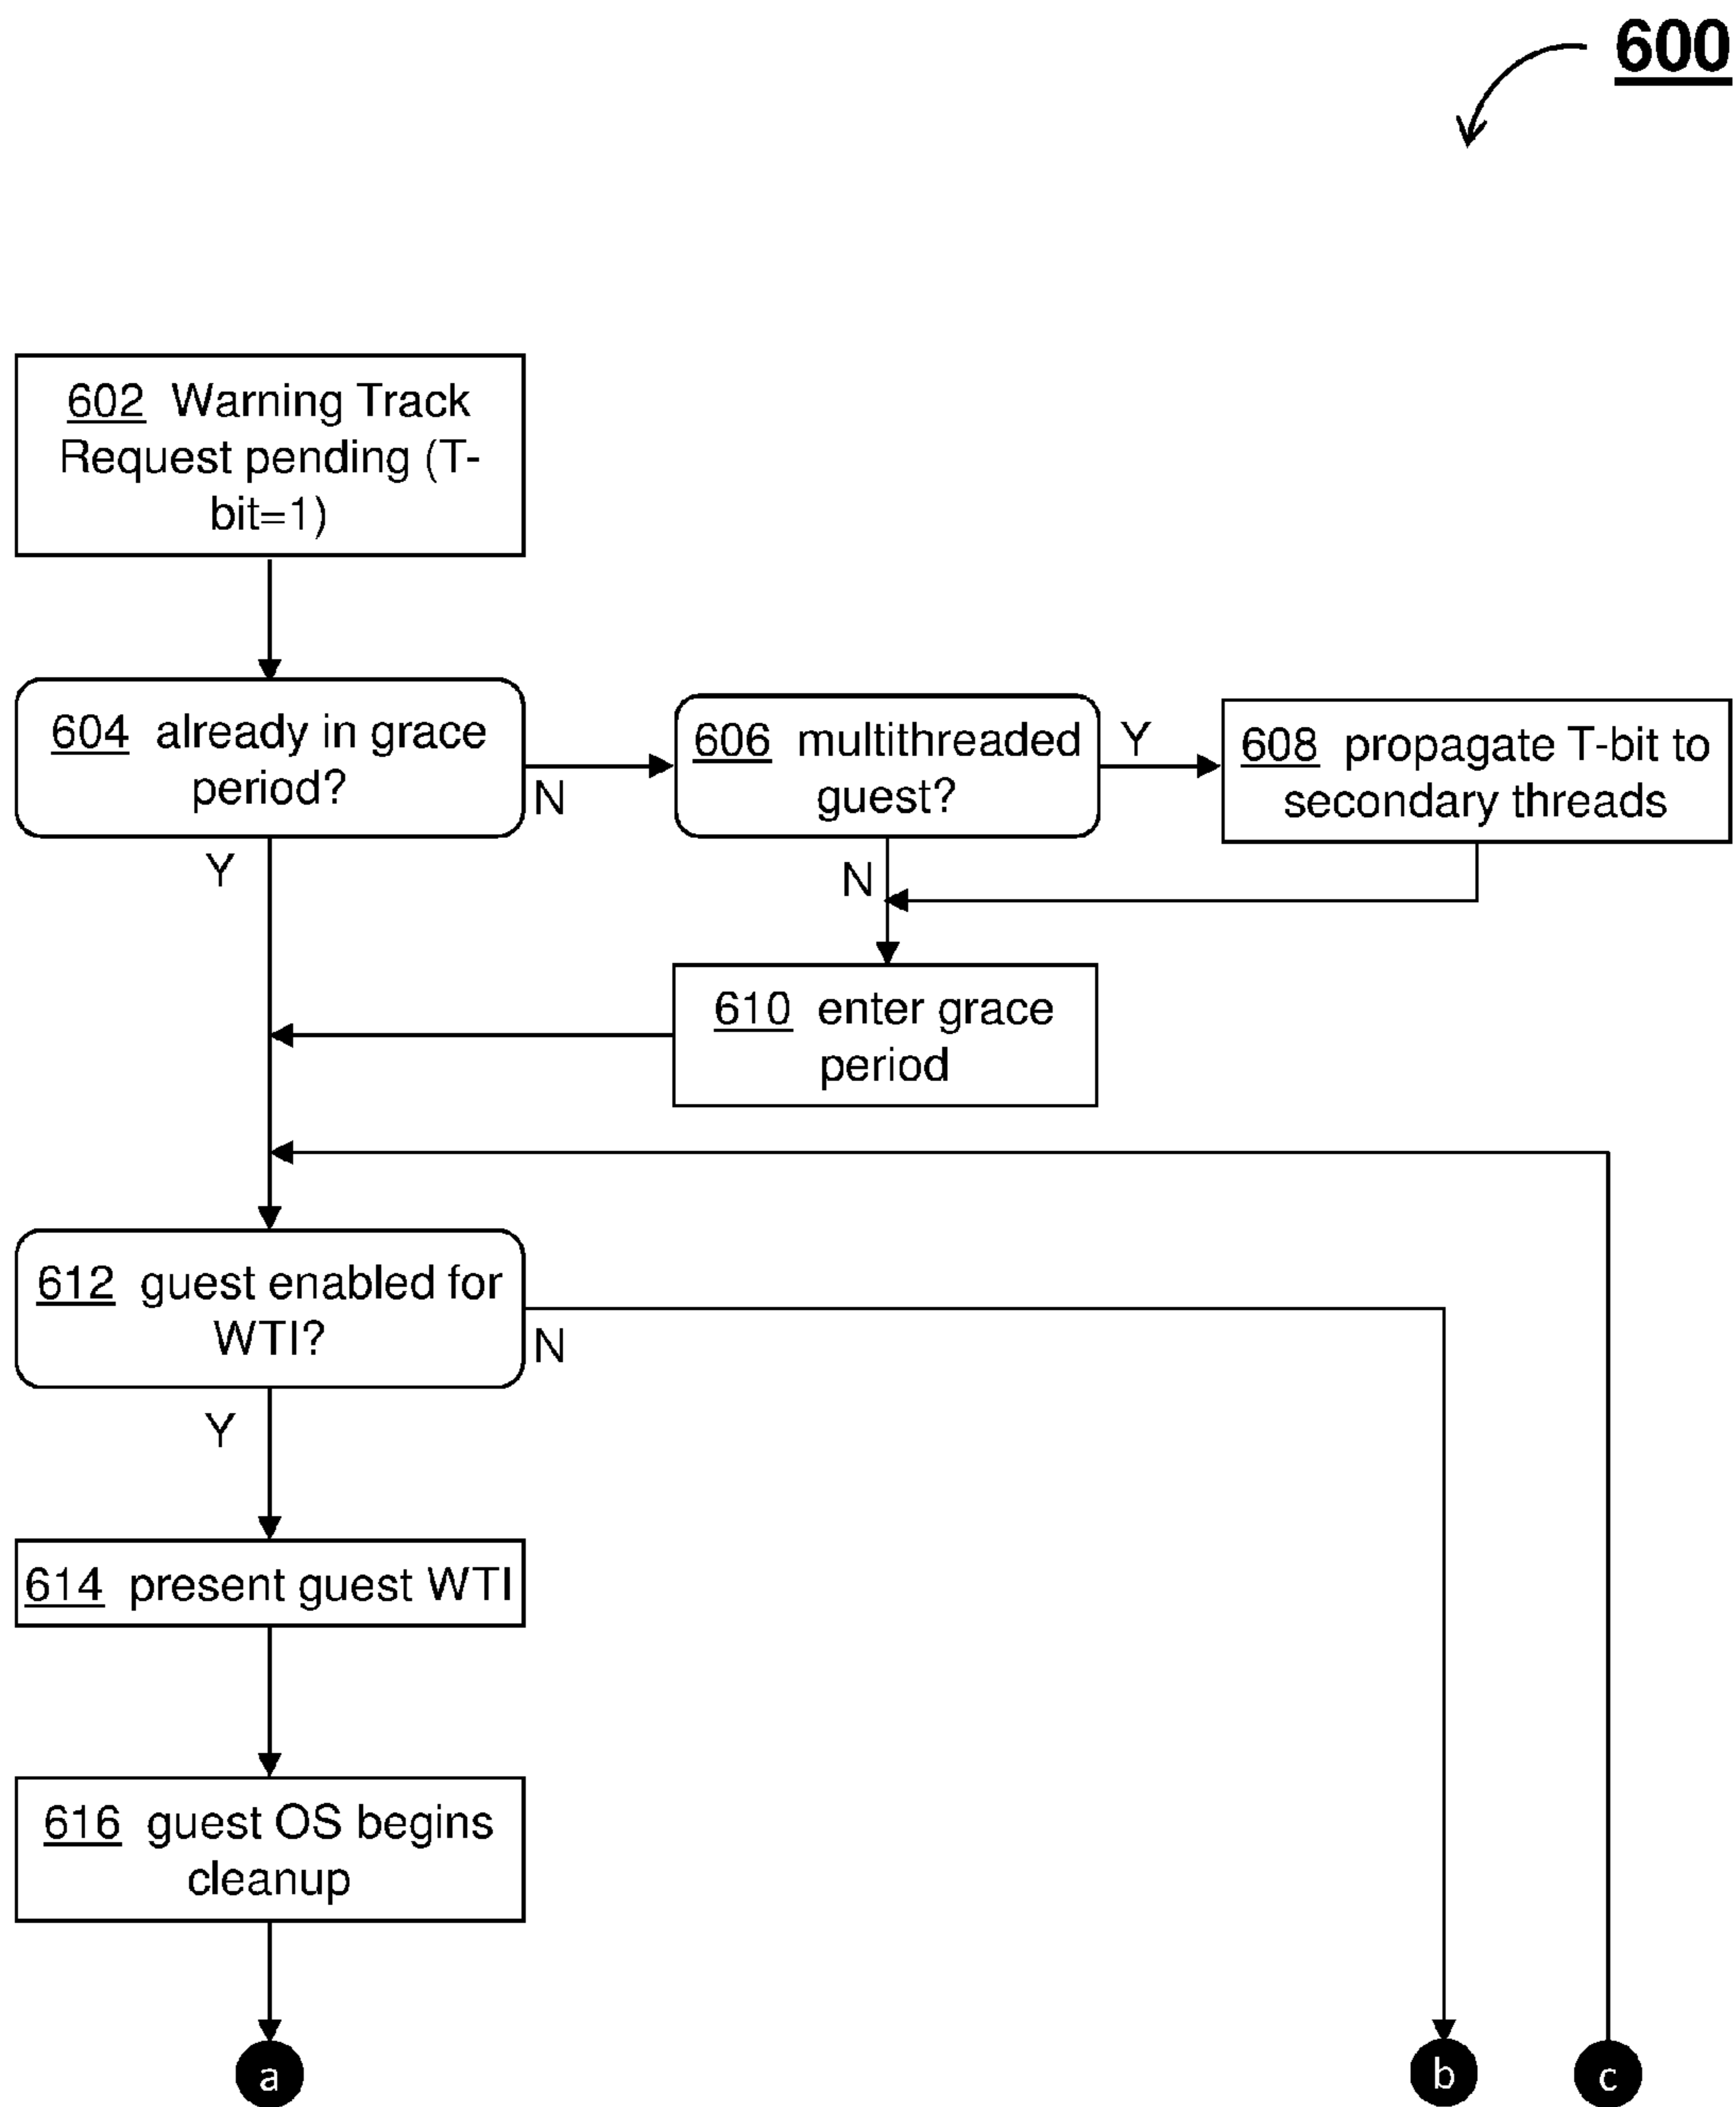 600
602 Warning Track
Request pending (T-
bit=1)
604 already in grace
period?
N
Y
606 multithreaded
guest?
Y
N
608 propagate T-bit to
secondary threads
610 enter grace
period
612 guest enabled for
WTI?
N
Y
614 present guest WTI
616 guest OS begins
cleanup
a
b
c